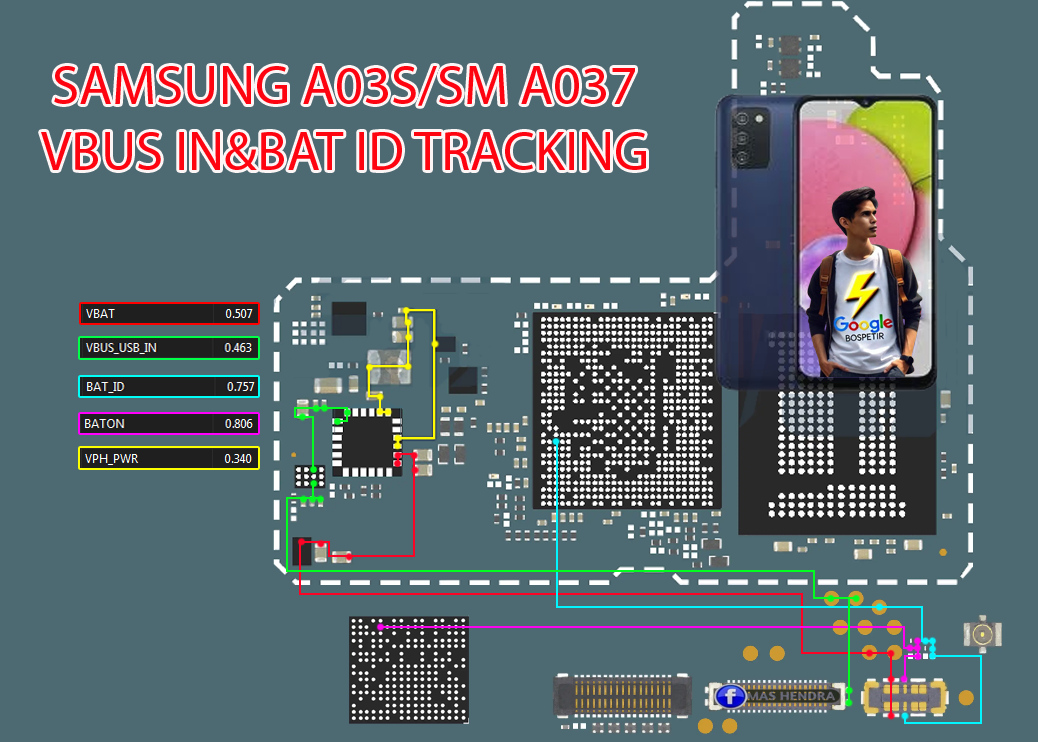 SAMSUNG A03S/SM A037
VBUS IN&BAT ID TRACKING
Google
BOSPETIR
VBAT 0.507
VBUS_USB_IN 0.463
BAT_ID 0.757
BATON 0.806
VPH_PWR 0.340
f MAS HENDRA